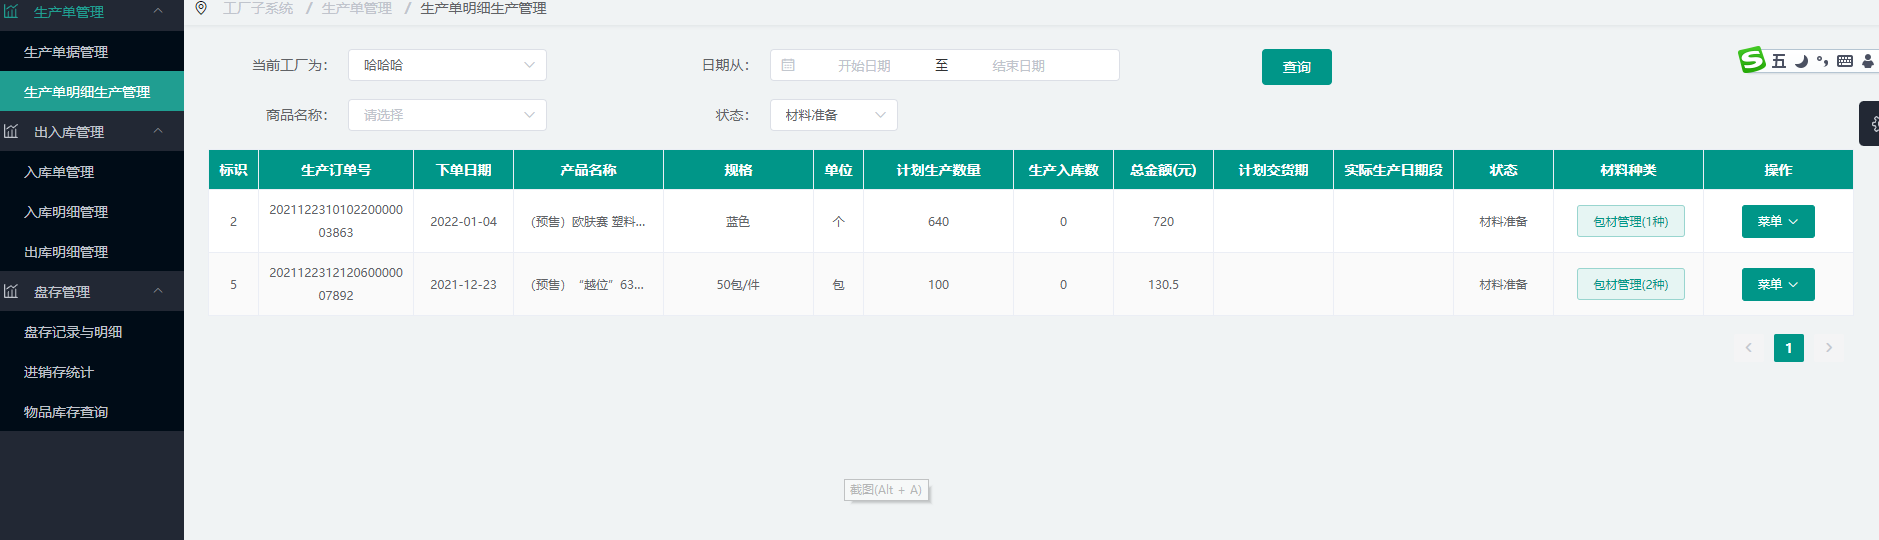 生产单管理
生产单据管理
生产单明细生产管理
出入库管理
入库单管理
入库明细管理
出库明细管理
盘存管理
盘存记录与明细
进销存统计
物品库存查询
工厂子系统 / 生产单管理 / 生产单明细生产管理
当前工厂为: 哈哈哈 日期从: 开始日期 至 结束日期 查询
商品名称: 请选择 状态: 材料准备
五
标识 生产订单号 下单日期 产品名称 规格 单位 计划生产数量 生产入库数 总金额(元) 计划交货期 实际生产日期段 状态 材料种类 操作
2 2021122310102200000 2022-01-04 (预售) 欧肤赛 塑料... 蓝色 个 640 0 720 材料准备 包材管理(1种) 菜单
03863
5 2021122312120600000 2021-12-23 (预售) “越位”63... 50包/件 包 100 0 130.5 材料准备 包材管理(2种) 菜单
07892
1
截图(Alt + A)